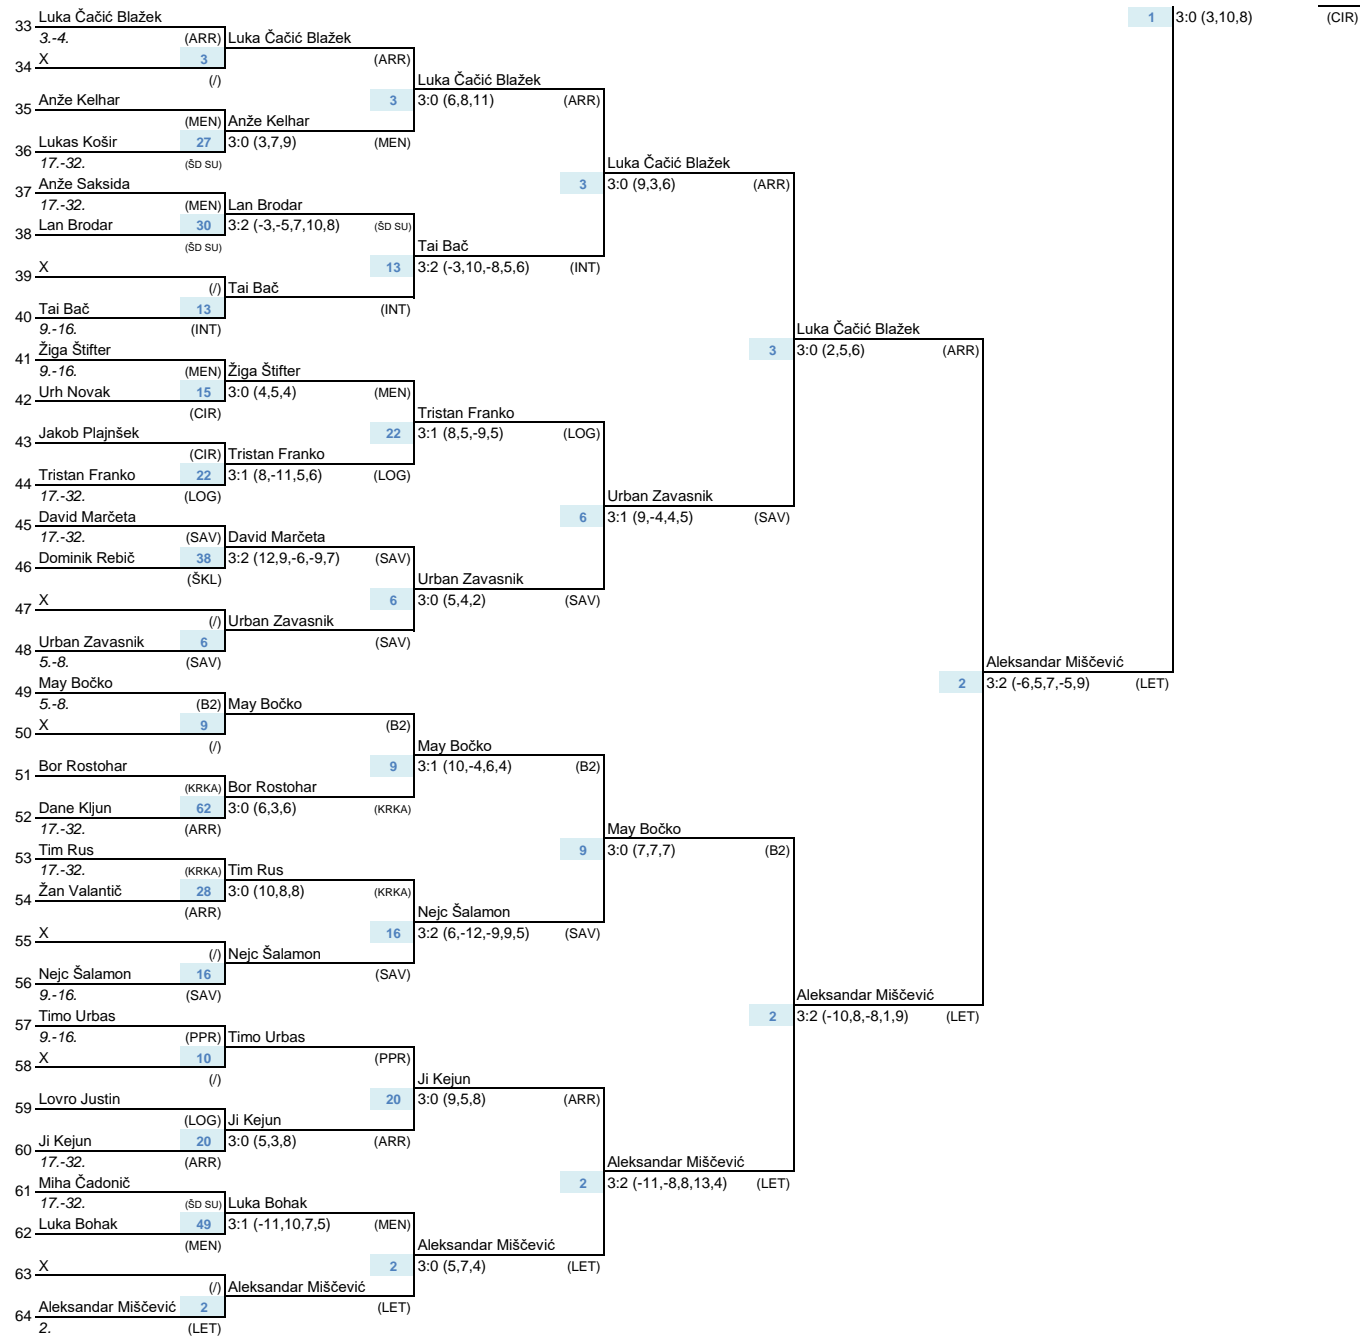 Luka Čačić Blažek 1 3:0 (3,10,8) (CIR)
33
3.-4. (ARR) Luka Čačić Blažek
X 3 (ARR)
34
(/) Luka Čačić Blažek
Anže Kelhar 3 3:0 (6,8,11) (ARR)
35
(MEN) Anže Kelhar
Lukas Košir 27 3:0 (3,7,9) (MEN)
36
17.-32. (ŠD SU) Luka Čačić Blažek
Anže Saksida 3 3:0 (9,3,6) (ARR)
37
17.-32. (MEN) Lan Brodar
Lan Brodar 30 3:2 (-3,-5,7,10,8) (ŠD SU)
38
(ŠD SU) Tai Bač
X 13 3:2 (-3,10,-8,5,6) (INT)
39
(/) Tai Bač
Tai Bač 13 (INT)
40
9.-16. (INT) Luka Čačić Blažek
Žiga Štifter 3 3:0 (2,5,6) (ARR)
41
9.-16. (MEN) Žiga Štifter
Urh Novak 15 3:0 (4,5,4) (MEN)
42
(CIR) Tristan Franko
Jakob Plajnšek 22 3:1 (8,5,-9,5) (LOG)
43
(CIR) Tristan Franko
Tristan Franko 22 3:1 (8,-11,5,6) (LOG)
44
17.-32. (LOG) Urban Zavasnik
David Marčeta 6 3:1 (9,-4,4,5) (SAV)
45
17.-32. (SAV) David Marčeta
Dominik Rebič 38 3:2 (12,9,-6,-9,7) (SAV)
46
(ŠKL) Urban Zavasnik
X 6 3:0 (5,4,2) (SAV)
47
(/) Urban Zavasnik
Urban Zavasnik 6 (SAV)
48
5.-8. (SAV) Aleksandar Miščević
May Bočko 2 3:2 (-6,5,7,-5,9) (LET)
49
5.-8. (B2) May Bočko
X 9 (B2)
50
(/) May Bočko
Bor Rostohar 9 3:1 (10,-4,6,4) (B2)
51
(KRKA) Bor Rostohar
Dane Kljun 62 3:0 (6,3,6) (KRKA)
52
17.-32. (ARR) May Bočko
Tim Rus 9 3:0 (7,7,7) (B2)
53
17.-32. (KRKA) Tim Rus
Žan Valantič 28 3:0 (10,8,8) (KRKA)
54
(ARR) Nejc Šalamon
X 16 3:2 (6,-12,-9,9,5) (SAV)
55
(/) Nejc Šalamon
Nejc Šalamon 16 (SAV)
56
9.-16. (SAV) Aleksandar Miščević
Timo Urbas 2 3:2 (-10,8,-8,1,9) (LET)
57
9.-16. (PPR) Timo Urbas
X 10 (PPR)
58
(/) Ji Kejun
Lovro Justin 20 3:0 (9,5,8) (ARR)
59
(LOG) Ji Kejun
Ji Kejun 20 3:0 (5,3,8) (ARR)
60
17.-32. (ARR) Aleksandar Miščević
Miha Čadonič 2 3:2 (-11,-8,8,13,4) (LET)
61
17.-32. (ŠD SU) Luka Bohak
Luka Bohak 49 3:1 (-11,10,7,5) (MEN)
62
(MEN) Aleksandar Miščević
X 2 3:0 (5,7,4) (LET)
63
(/) Aleksandar Miščević
Aleksandar Miščević 2 (LET)
64
2. (LET)